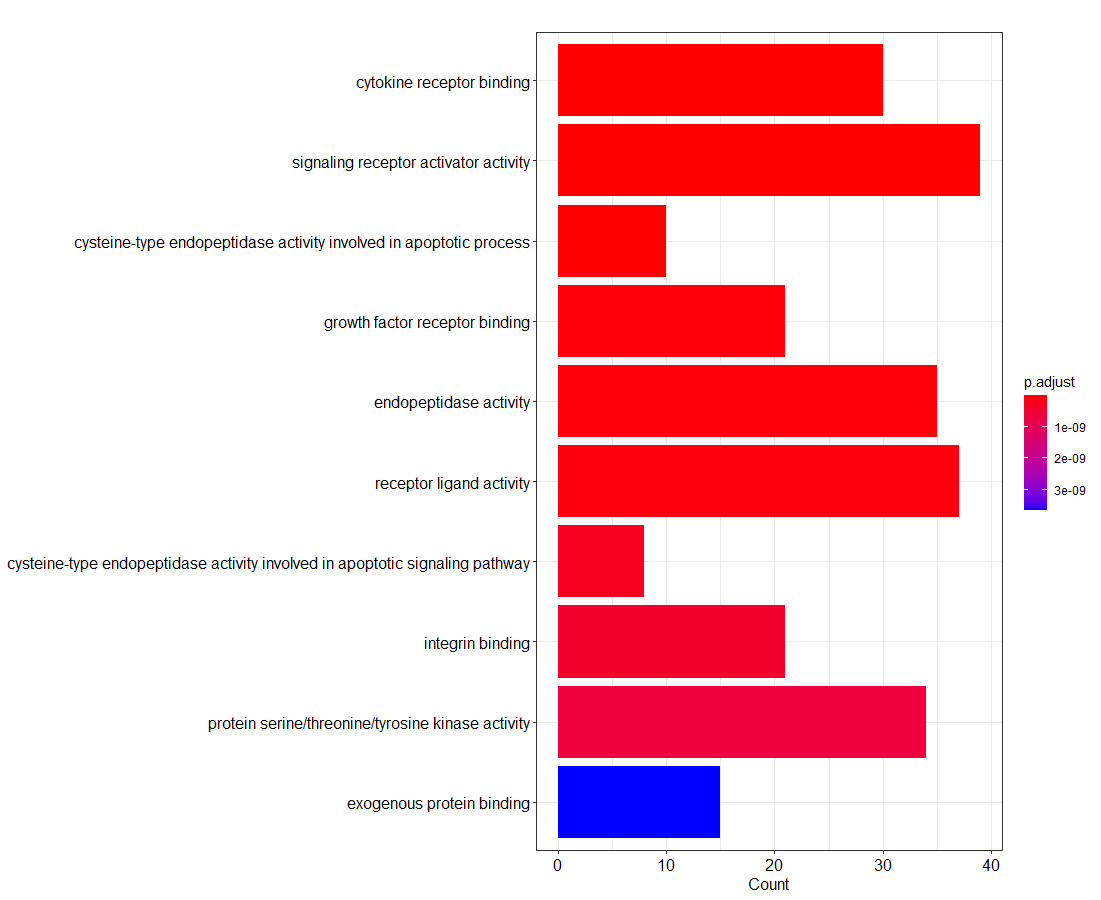 cytokine receptor binding
signaling receptor activator activity
cysteine-type endopeptidase activity involved in apoptotic process
growth factor receptor binding
endopeptidase activity
receptor ligand activity
cysteine-type endopeptidase activity involved in apoptotic signaling pathway
integrin binding
protein serine/threonine/tyrosine kinase activity
exogenous protein binding
0 10 20 30 40
Count
p.adjust
1e-09
2e-09
3e-09